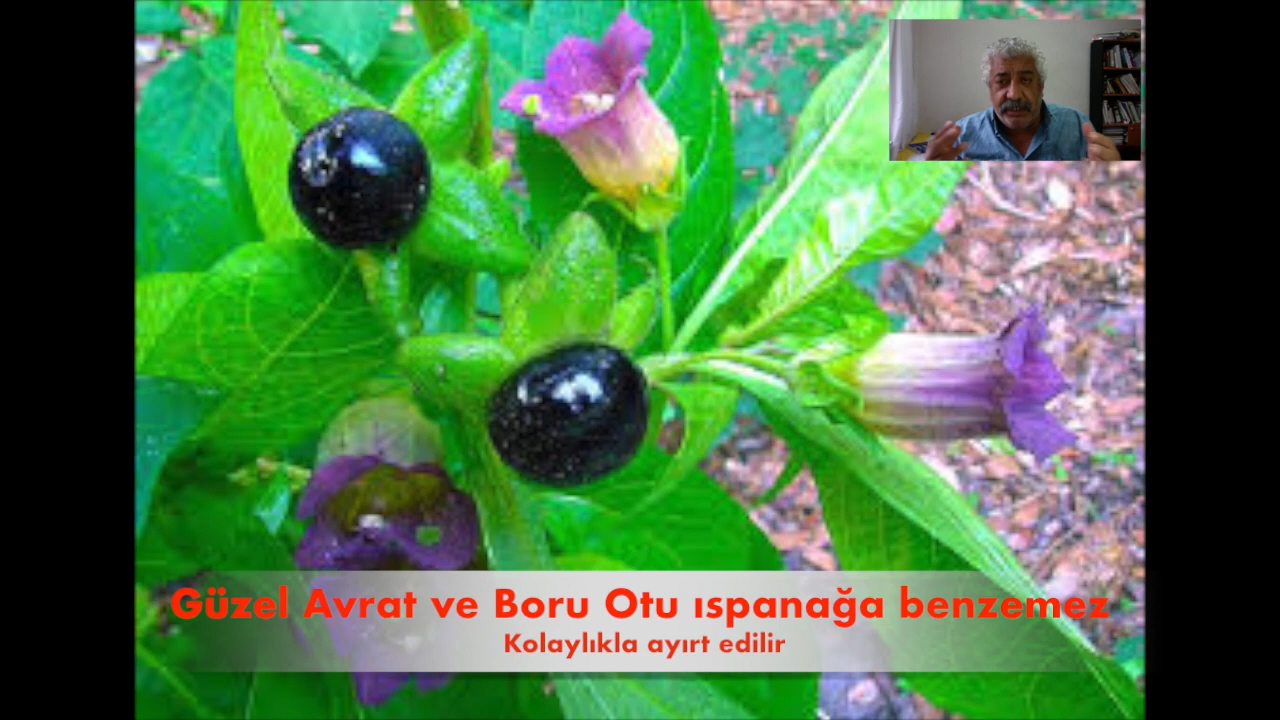 Güzel Avrat ve Boru Otu ıspanağa benzemez
Kolaylıkla ayırt edilir